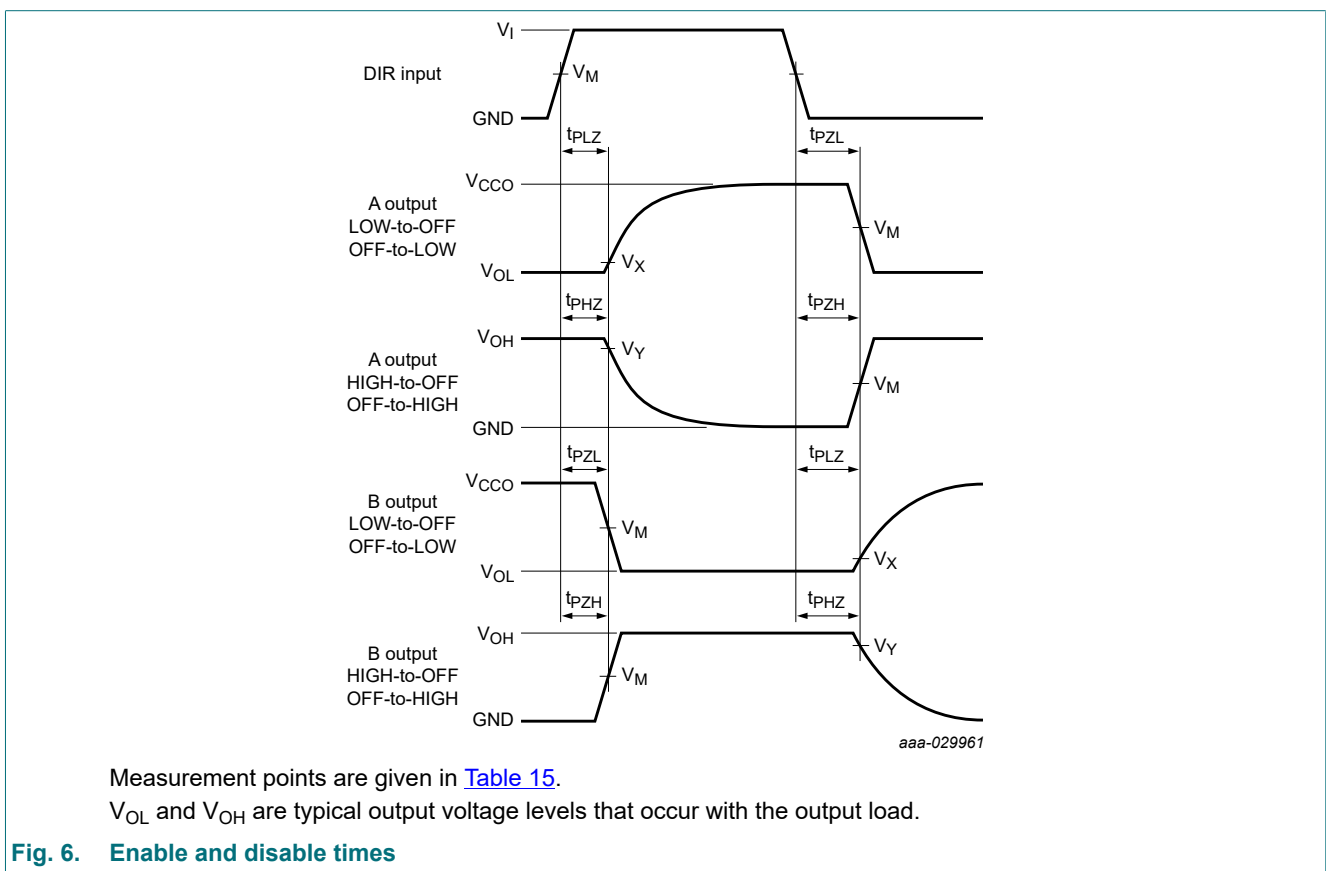 V_I
DIR input
V_M
GND
t_PLZ
t_PZL
V_CCO
A output
LOW-to-OFF
OFF-to-LOW
V_M
V_X
V_OL
t_PHZ
t_PZH
V_OH
V_Y
A output
HIGH-to-OFF
OFF-to-HIGH
V_M
GND
t_PZL
t_PLZ
V_CCO
B output
LOW-to-OFF
OFF-to-LOW
V_M
V_X
V_OL
t_PZH
t_PHZ
V_OH
V_Y
B output
HIGH-to-OFF
OFF-to-HIGH
V_M
GND
aaa-029961
Measurement points are given in Table 15.
V_OL and V_OH are typical output voltage levels that occur with the output load.
Fig. 6. Enable and disable times